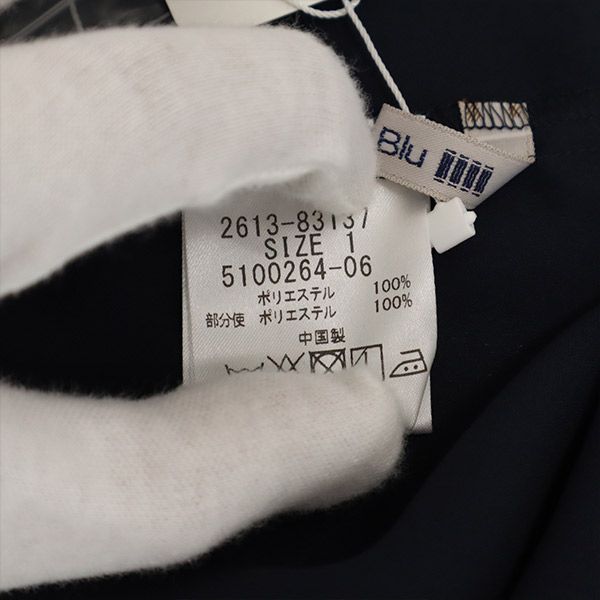 Blu
2613-83137
SIZE 1
5100264-06
ポリエステル 100%
部分使 ポリエステル 100%
中国製